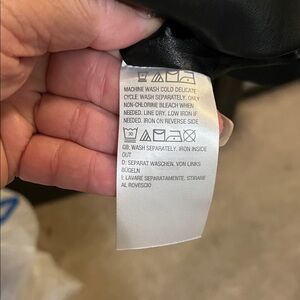 MACHINE WASH COLD DELICATE
CYCLE. WASH SEPARATELY. ONLY
NON-CHLORINE BLEACH WHEN
NEEDED. LINE DRY, LOW IRON IF
NEEDED. IRON ON REVERSE SIDE
30
GB: WASH SEPARATELY, IRON INSIDE
OUT
D: SEPARAT WASCHEN, VON LINKS
BÜGELN
I: LAVARE SEPARATAMENTE, STIRARE
AL ROVESCIO